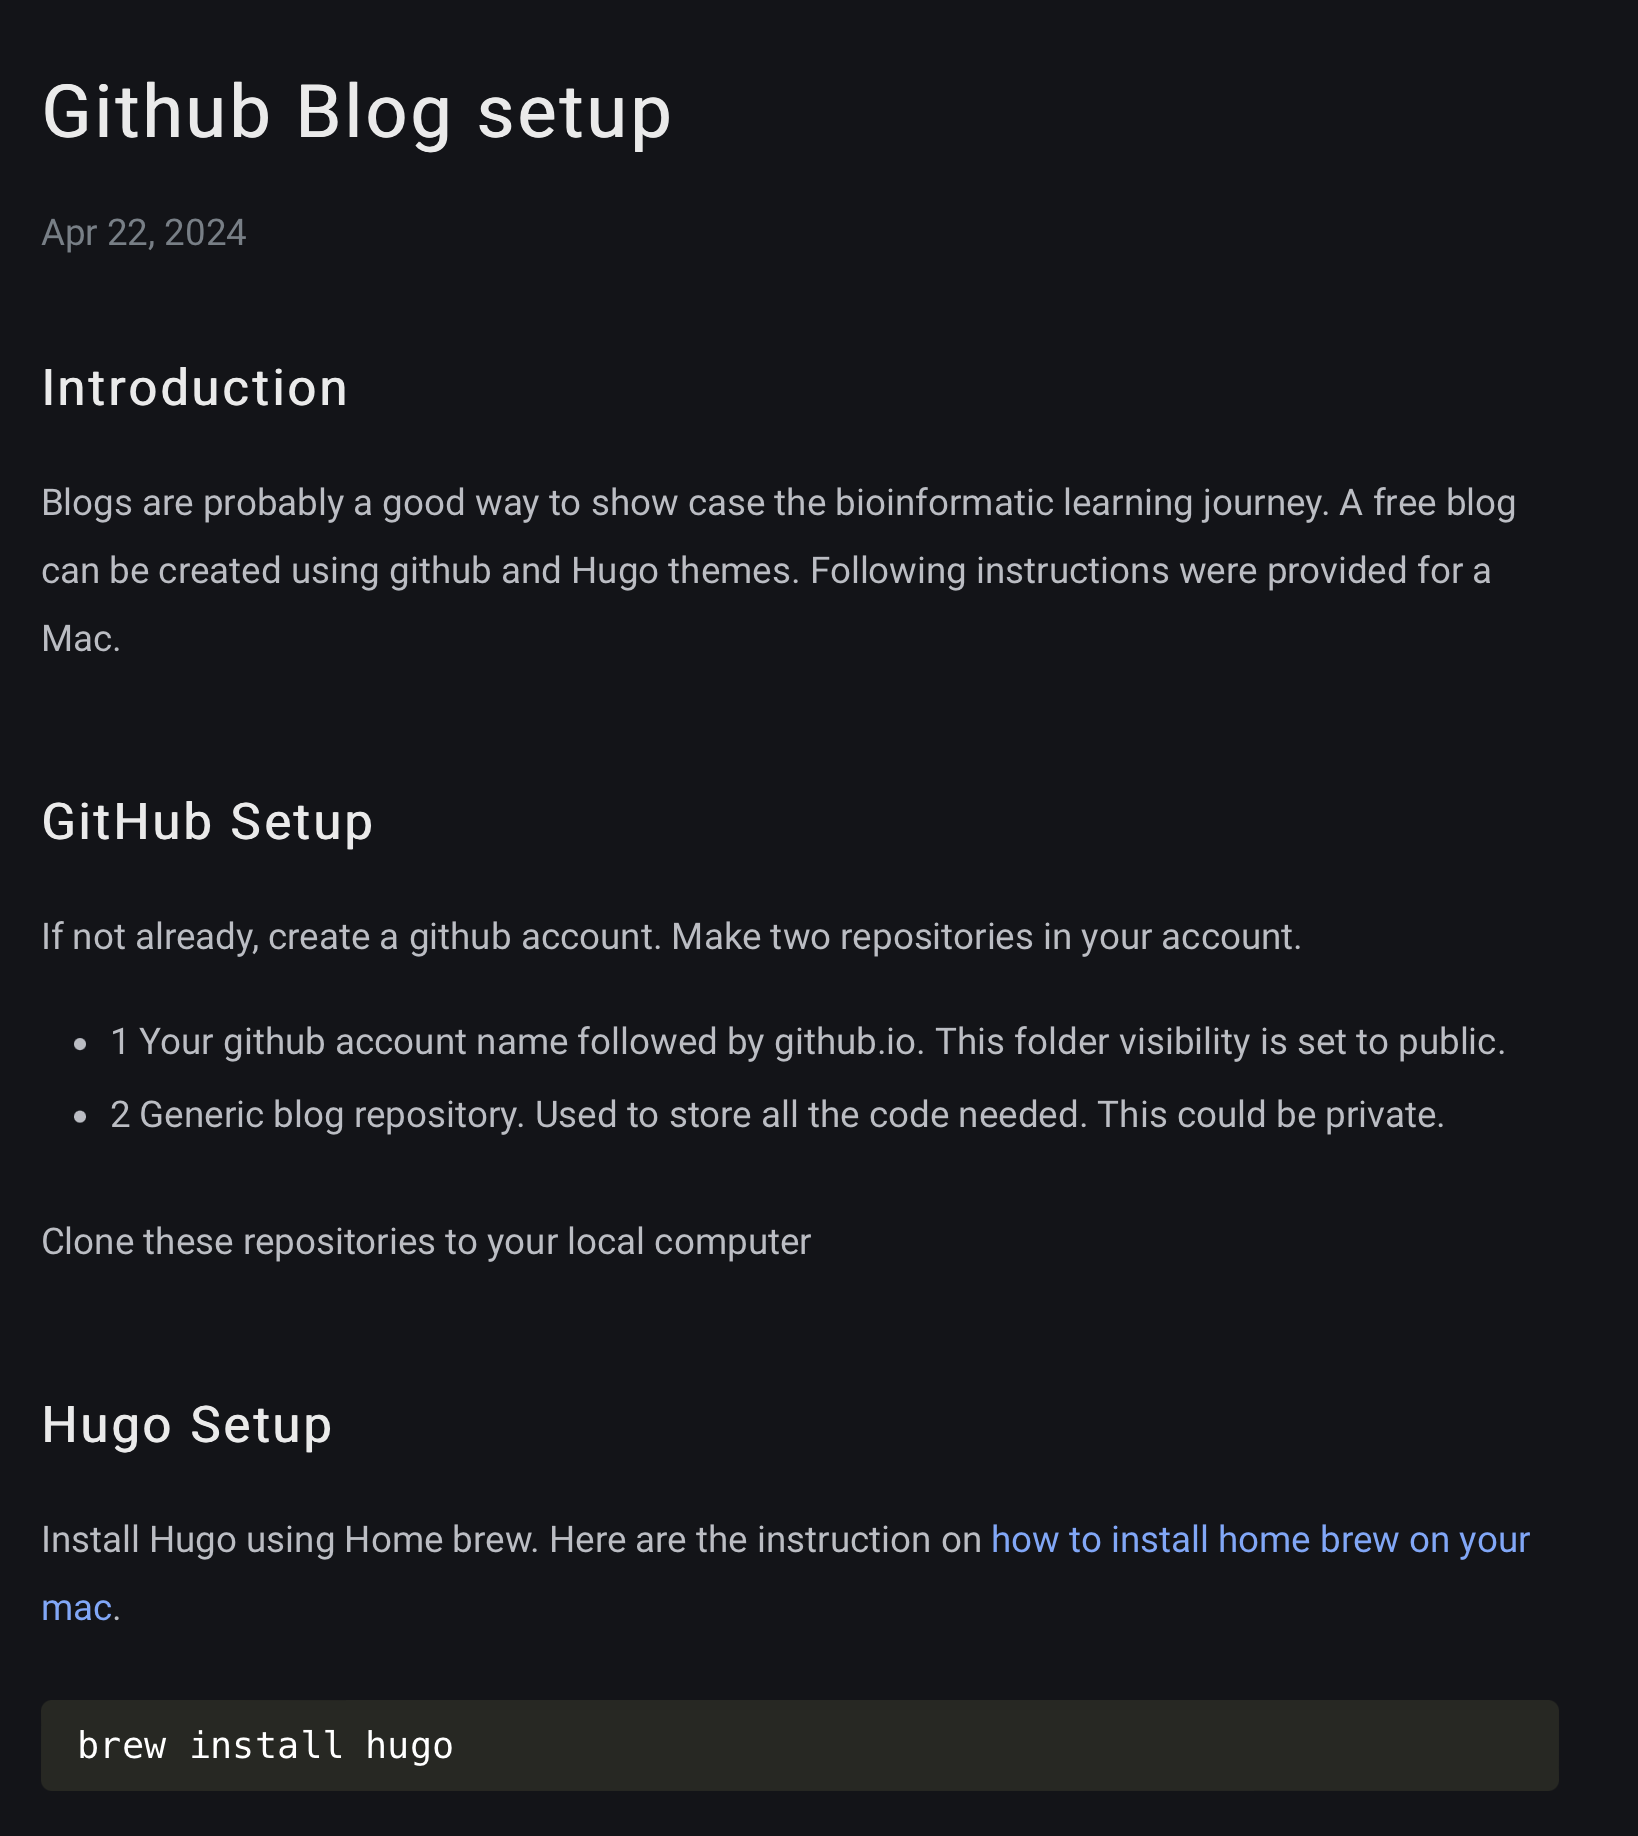 Github Blog setup
Apr 22, 2024
Introduction
Blogs are probably a good way to show case the bioinformatic learning journey. A free blog
can be created using github and Hugo themes. Following instructions were provided for a
Mac.
GitHub Setup
If not already, create a github account. Make two repositories in your account.
• 1 Your github account name followed by github.io. This folder visibility is set to public.
• 2 Generic blog repository. Used to store all the code needed. This could be private.
Clone these repositories to your local computer
Hugo Setup
Install Hugo using Home brew. Here are the instruction on how to install home brew on your
mac.
brew install hugo